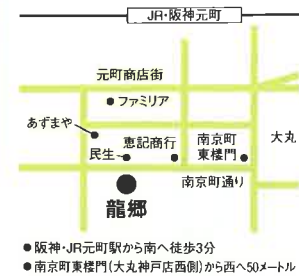 JR・阪神元町
元町商店街
ファミリア
あずまや
恵記商行
南京町
東楼門
大丸
民生
南京町通り
龍郷
●阪神・JR元町駅から南へ徒歩3分
●南京町東楼門(大丸神戸店西側)から西へ50メートル